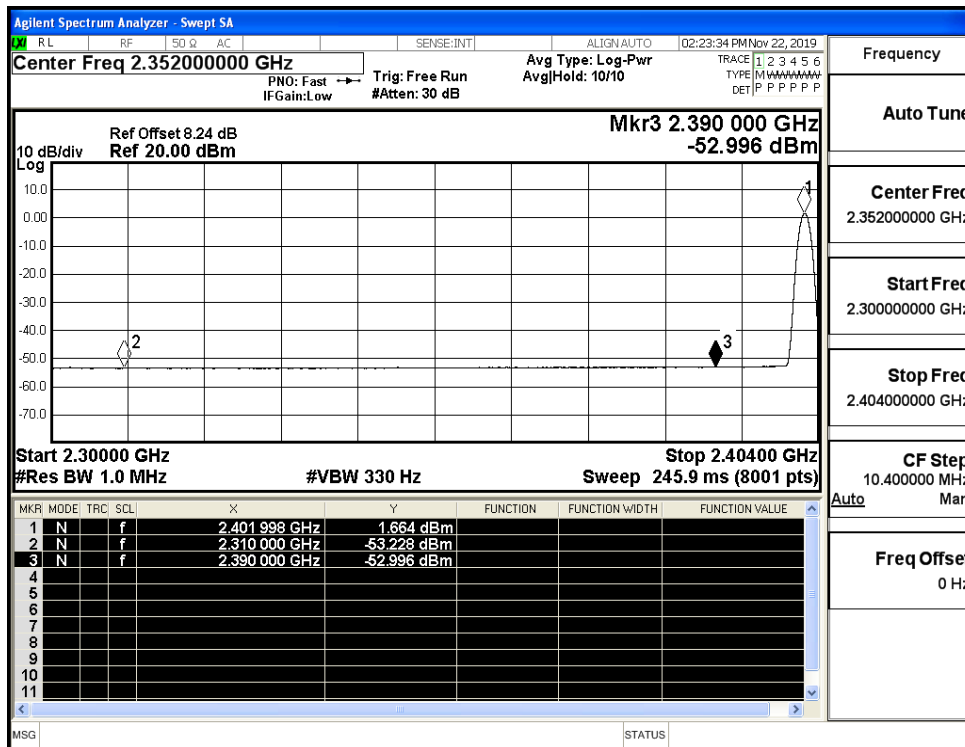 Agilent Spectrum Analyzer - Swept SA
LXI RL RF 50 Ω AC SENSE:INT ALIGN AUTO 02:23:34 PM Nov 22, 2019
Center Freq 2.352000000 GHz
PNO: Fast
IFGain:Low
Trig: Free Run
#Atten: 30 dB
Avg Type: Log-Pwr
Avg|Hold: 10/10
TRACE 1 2 3 4 5 6
TYPE M WWWWW
DET P P P P P P
Ref Offset 8.24 dB
Ref 20.00 dBm
10 dB/div
Log
Mkr3 2.390 000 GHz
-52.996 dBm
10.0
0.00
-10.0
-20.0
-30.0
-40.0
-50.0
-60.0
-70.0
1
2
3
Start 2.30000 GHz Stop 2.40400 GHz
#Res BW 1.0 MHz #VBW 330 Hz Sweep 245.9 ms (8001 pts)
MKR MODE TRC SCL X Y FUNCTION FUNCTION WIDTH FUNCTION VALUE
1 N f 2.401 998 GHz 1.664 dBm
2 N f 2.310 000 GHz -53.228 dBm
3 N f 2.390 000 GHz -52.996 dBm
4
5
6
7
8
9
10
11
MSG STATUS
Frequency
Auto Tune
Center Freq
2.352000000 GHz
Start Freq
2.300000000 GHz
Stop Freq
2.404000000 GHz
CF Step
10.400000 MHz
Auto Man
Freq Offset
0 Hz